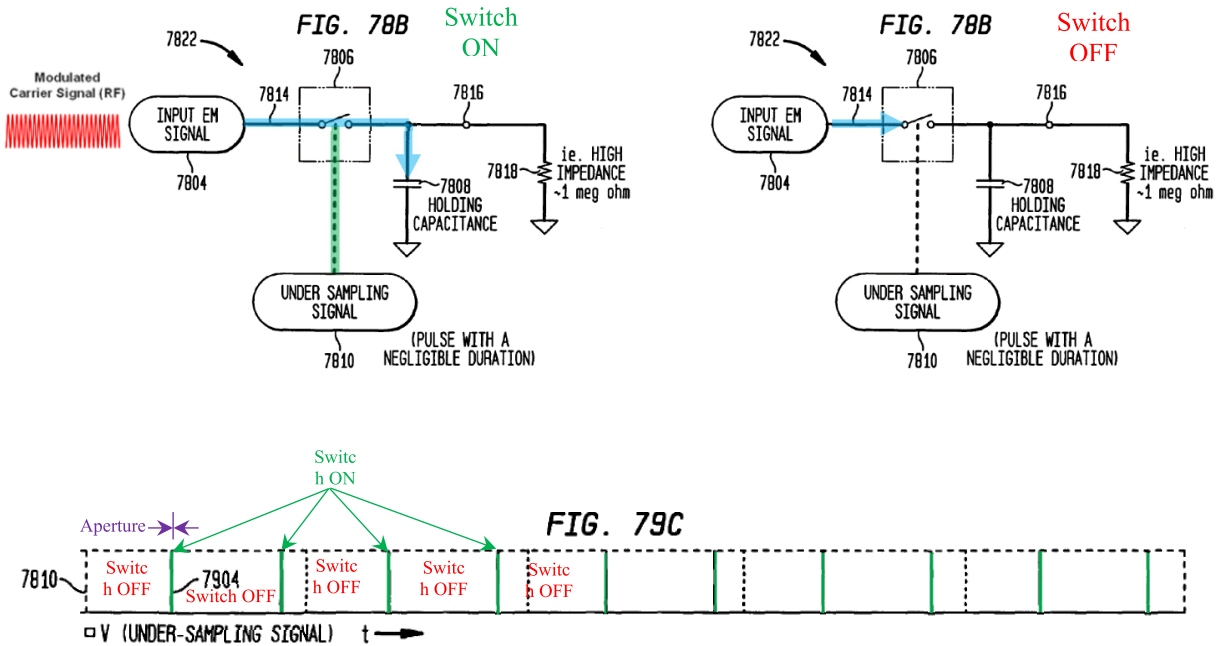 FIG. 78B
Switch
ON
7822
7806
Modulated
Carrier Signal (RF)
7814
7816
INPUT EM
SIGNAL
7804
7818
ie. HIGH
IMPEDANCE
~1 meg ohm
7808
HOLDING
CAPACITANCE
UNDER SAMPLING
SIGNAL
7810
(PULSE WITH A
NEGLIGIBLE DURATION)
FIG. 78B
Switch
OFF
7822
7806
7814
7816
INPUT EM
SIGNAL
7804
7818
ie. HIGH
IMPEDANCE
~1 meg ohm
7808
HOLDING
CAPACITANCE
UNDER SAMPLING
SIGNAL
7810
(PULSE WITH A
NEGLIGIBLE DURATION)
Switc
h ON
Aperture
FIG. 79C
7810
Switc
h OFF
7904
Switch OFF
Switc
h OFF
Switc
h OFF
Switc
h OFF
V (UNDER-SAMPLING SIGNAL) t